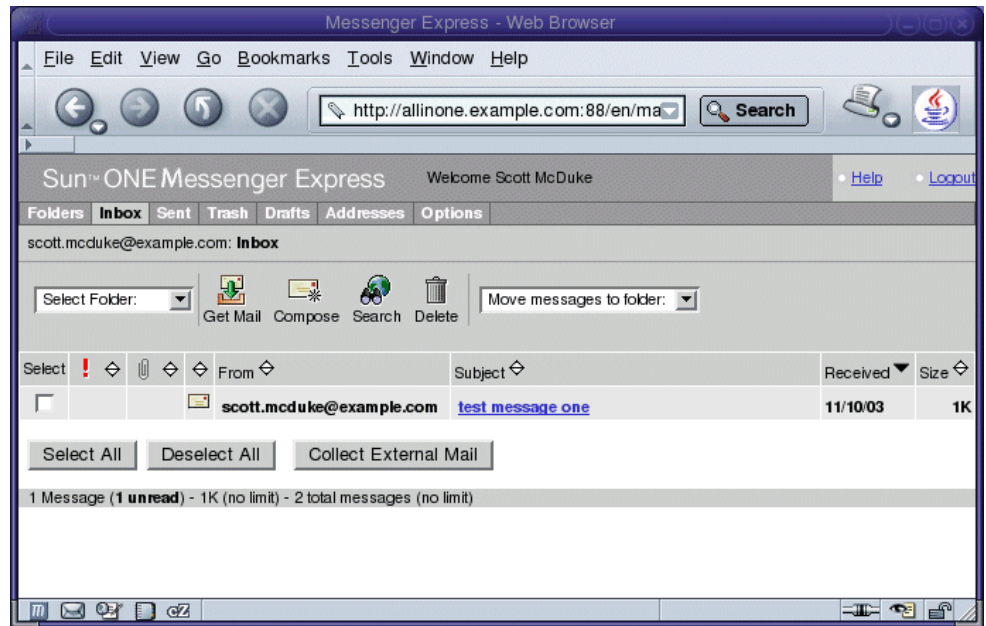 Messenger Express - Web Browser
File Edit View Go Bookmarks Tools Window Help
http://allinone.example.com:88/en/ma
Search
Sun™ ONE Messenger Express Welcome Scott McDuke Help Logout
Folders Inbox Sent Trash Drafts Addresses Options
scott.mcduke@example.com: Inbox
Select Folder: Get Mail Compose Search Delete Move messages to folder:
Select From Subject Received Size
scott.mcduke@example.com test message one 11/10/03 1K
Select All Deselect All Collect External Mail
1 Message (1 unread) - 1K (no limit) - 2 total messages (no limit)